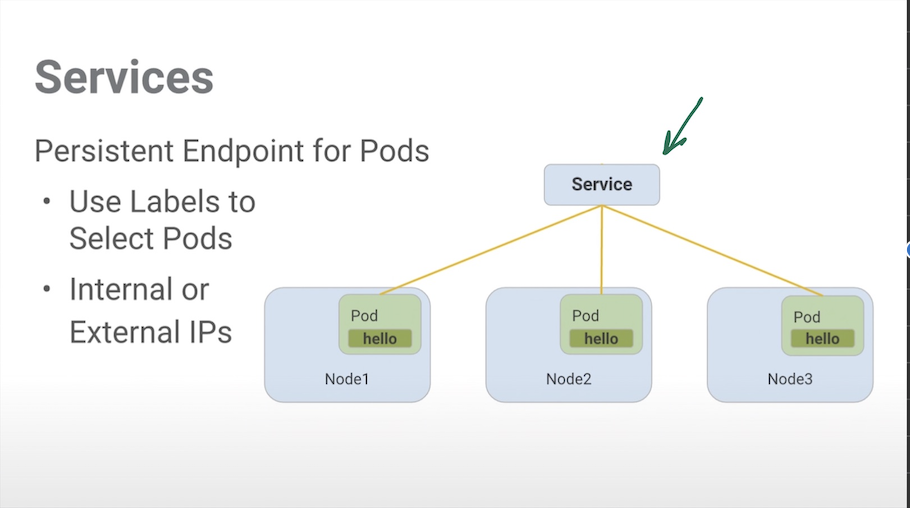 Services
Persistent Endpoint for Pods
• Use Labels to
Select Pods
• Internal or
External IPs
Service
Pod
hello
Node1
Pod
hello
Node2
Pod
hello
Node3